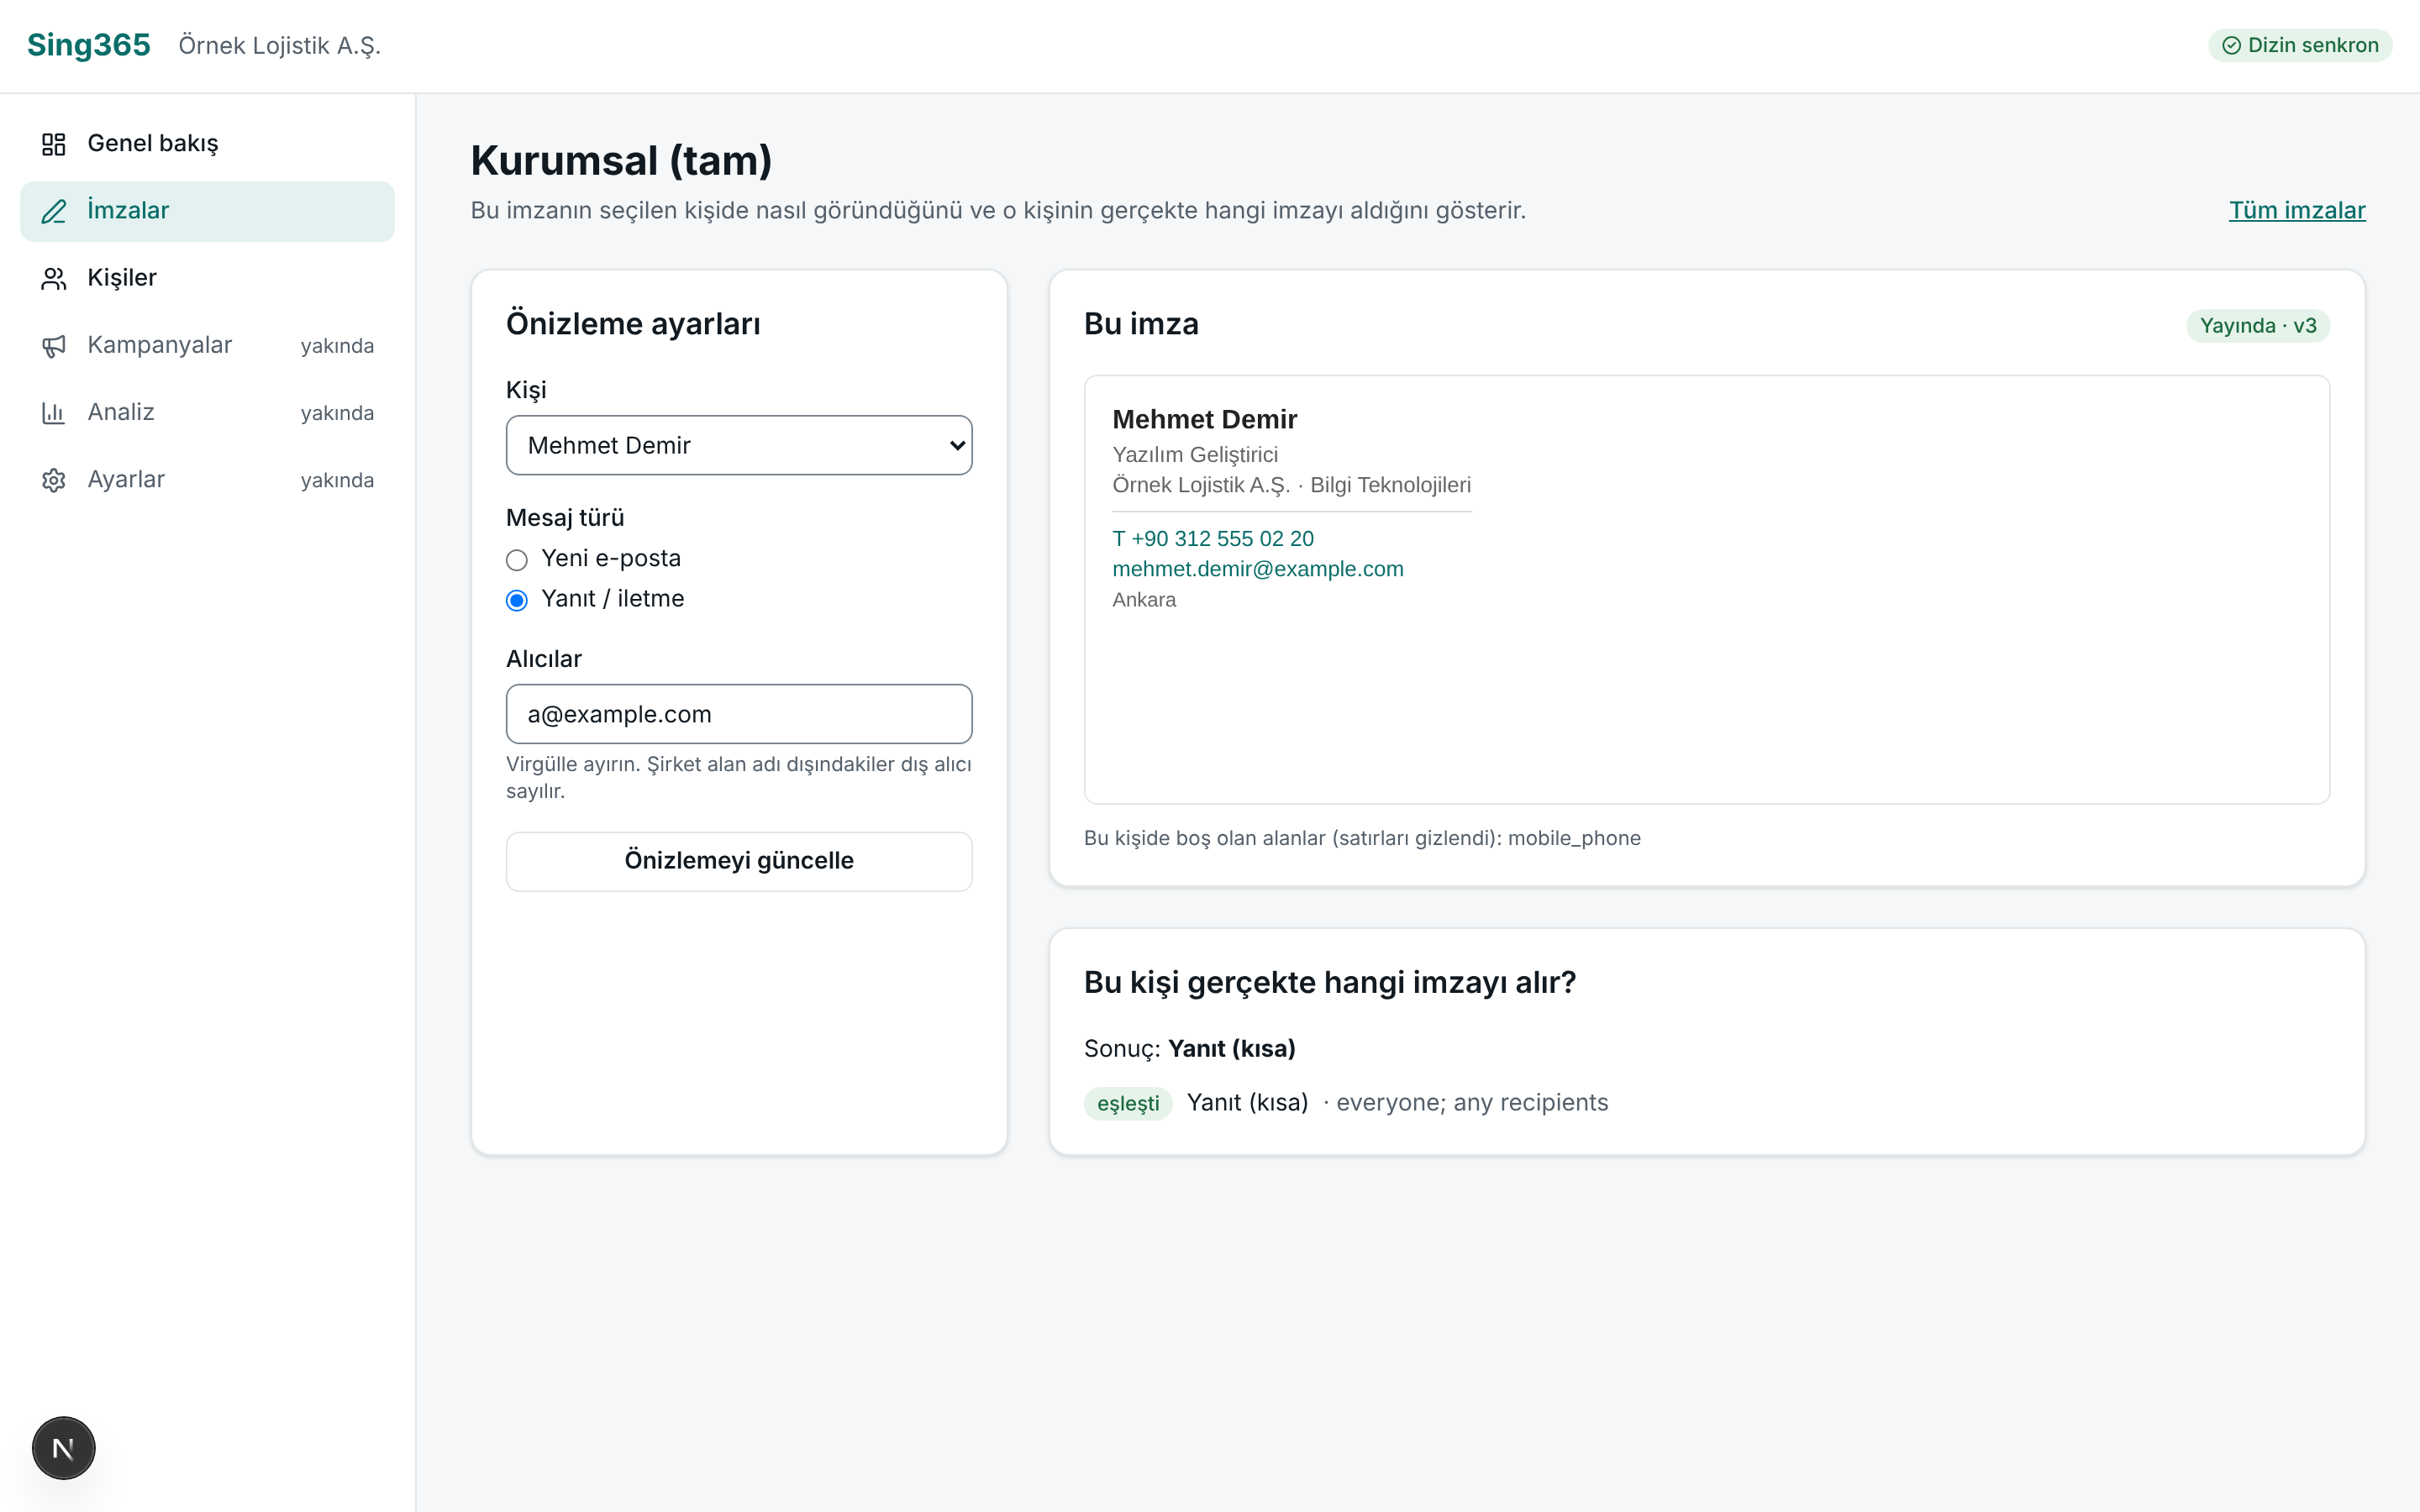 Sing365
Örnek Lojistik A.Ş.
Dizin senkron
Genel bakış
İmzalar
Kişiler
Kampanyalar yakında
Analiz yakında
Ayarlar yakında
Kurumsal (tam)
Bu imzanın seçilen kişide nasıl göründüğünü ve o kişinin gerçekte hangi imzayı aldığını gösterir.
Tüm imzalar
Önizleme ayarları
Kişi
Mehmet Demir
Mesaj türü
Yeni e-posta
Yanıt / iletme
Alıcılar
a@example.com
Virgülle ayırın. Şirket alan adı dışındakiler dış alıcı
sayılır.
Önizlemeyi güncelle
Bu imza
Yayında · v3
Mehmet Demir
Yazılım Geliştirici
Örnek Lojistik A.Ş. · Bilgi Teknolojileri
T +90 312 555 02 20
mehmet.demir@example.com
Ankara
Bu kişide boş olan alanlar (satırları gizlendi): mobile_phone
Bu kişi gerçekte hangi imzayı alır?
Sonuç: Yanıt (kısa)
eşleşti Yanıt (kısa) · everyone; any recipients
N